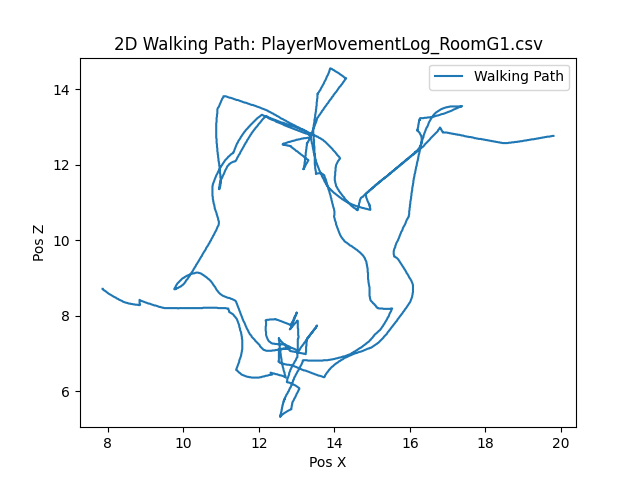 2D Walking Path: PlayerMovementLog_RoomG1.csv
Walking Path
14
12
10
8
6
Pos Z
8 10 12 14 16 18 20
Pos X